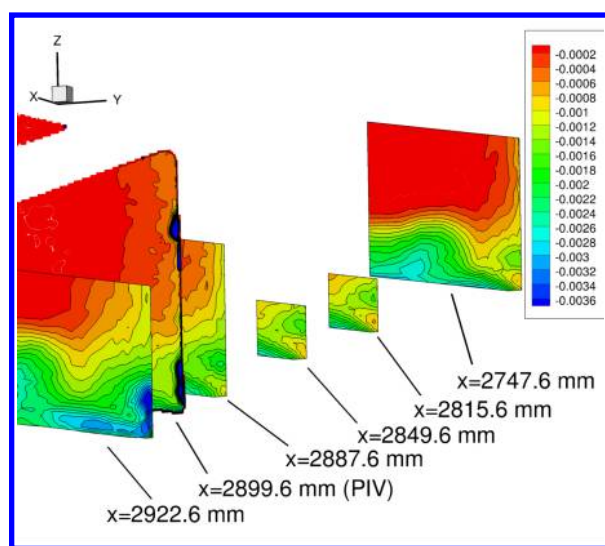 Z
X
Y
-0.0002
-0.0004
-0.0006
-0.0008
-0.001
-0.0012
-0.0014
-0.0016
-0.0018
-0.002
-0.0022
-0.0024
-0.0026
-0.0028
-0.003
-0.0032
-0.0034
-0.0036
x=2747.6 mm
x=2815.6 mm
x=2849.6 mm
x=2887.6 mm
x=2899.6 mm (PIV)
x=2922.6 mm